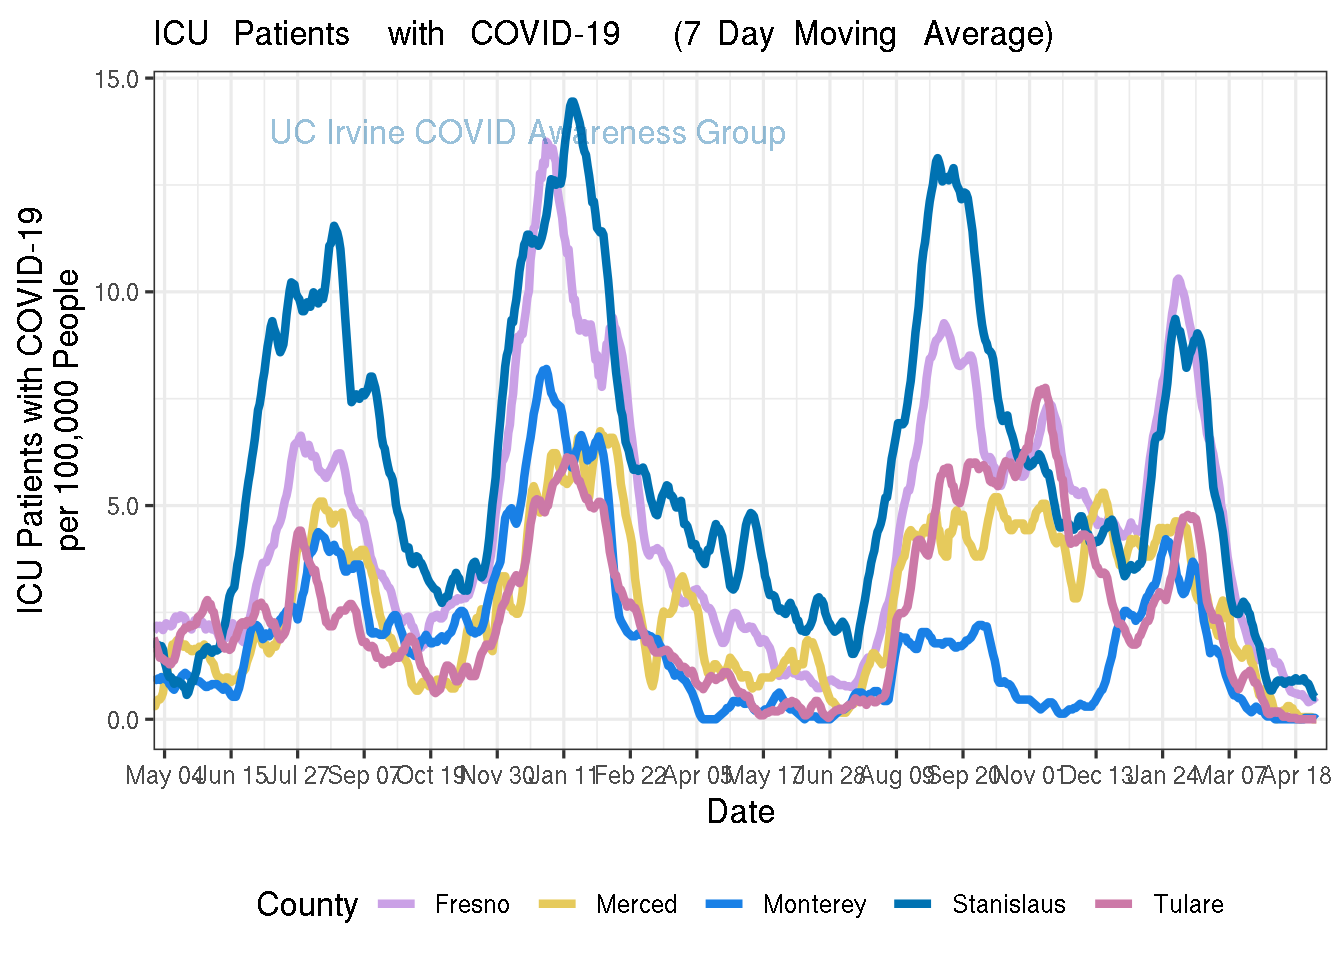 ICU Patients with COVID-19 (7 Day Moving Average)
UC Irvine COVID Awareness Group
ICU Patients with COVID-19
per 100,000 People
15.0
10.0
5.0
0.0
May 04 Jun 15 Jul 27 Sep 07 Oct 19 Nov 30 Jan 11 Feb 22 Apr 05 May 17 Jun 28 Aug 09 Sep 20 Nov 01 Dec 13 Jan 24 Mar 07 Apr 18
Date
County Fresno Merced Monterey Stanislaus Tulare